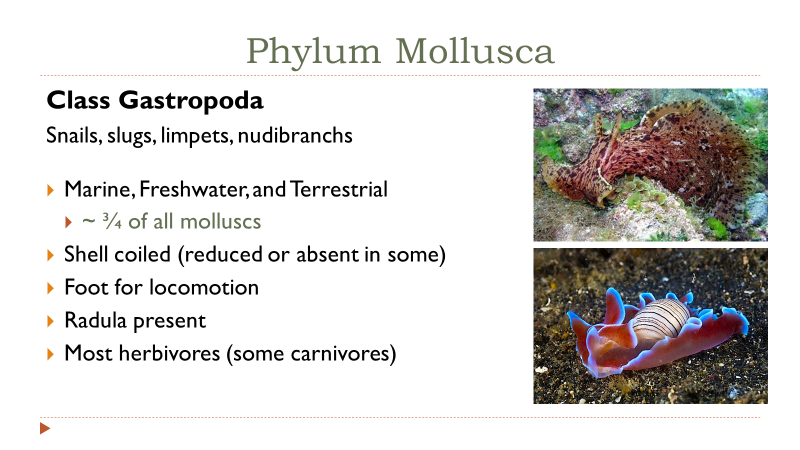 Phylum Mollusca
Class Gastropoda
Snails, slugs, limpets, nudibranchs
Marine, Freshwater, and Terrestrial
~ ¾ of all molluscs
Shell coiled (reduced or absent in some)
Foot for locomotion
Radula present
Most herbivores (some carnivores)